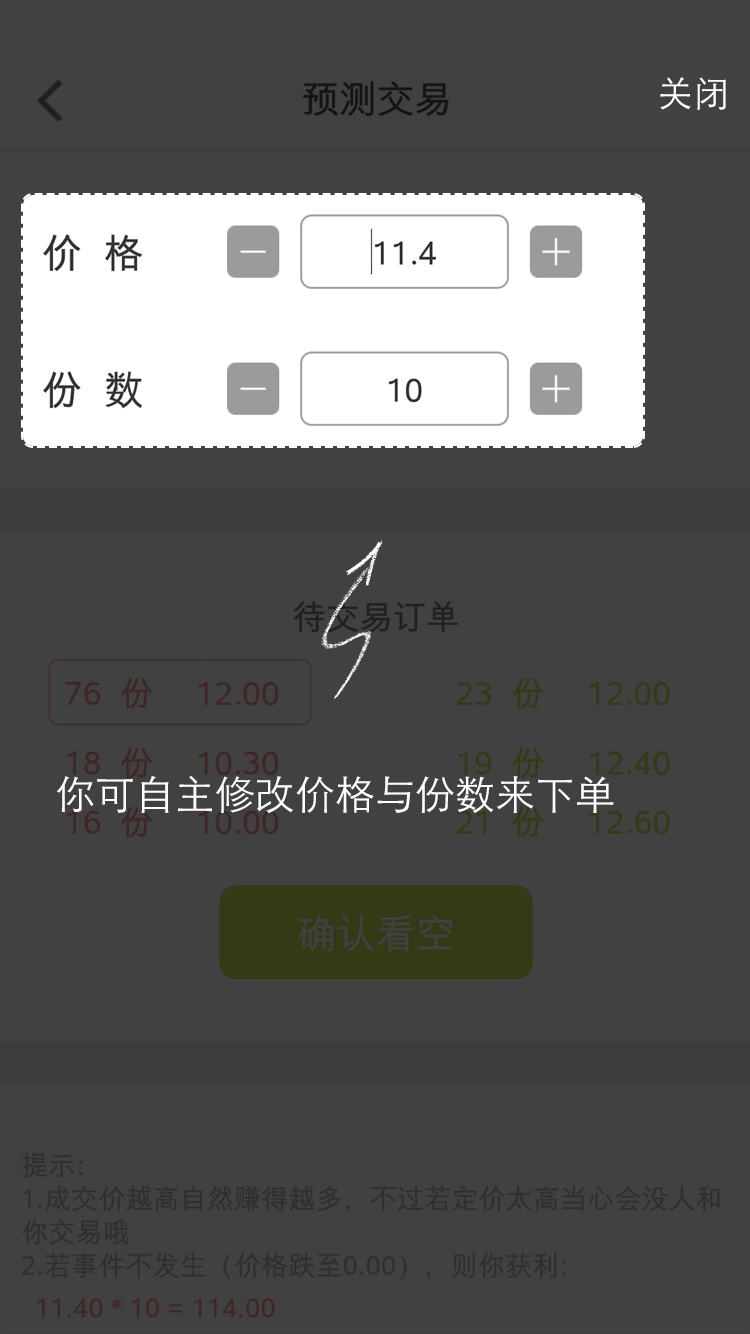 预测交易
关闭
价 格 － 11.4 ＋
份 数 － 10 ＋
待交易订单
76 份 12.00 23 份 12.00
18 份 10.30 19 份 12.40
你可自主修改价格与份数来下单
16 份 10.00 21 份 12.60
确认看空
提示:
1.成交价越高自然赚得越多，不过若定价太高当心会没人和
你交易哦
2.若事件不发生（价格跌至0.00），则你获利:
11.40 * 10 = 114.00